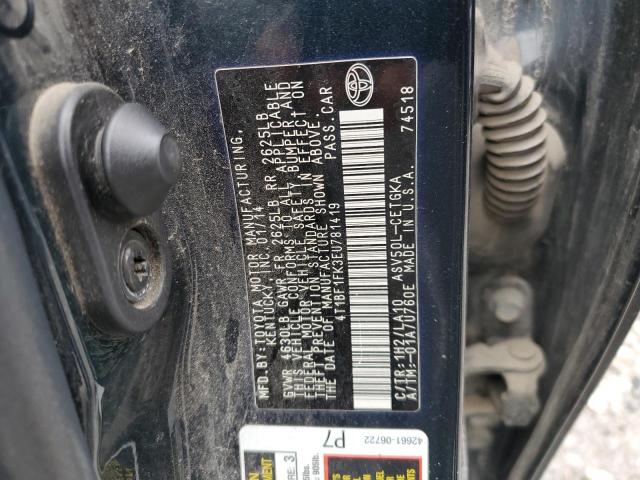 MFD.BY:TOYOTA MOTOR MANUFACTURING,
KENTUCKY, INC. 01/14
GVWR 4630LB GAWR FR 2625LB RR 2625LB
THIS VEHICLE CONFORMS TO ALL APPLICABLE
FEDERAL MOTOR VEHICLE SAFETY, BUMPER AND
THEFT PREVENTION STANDARDS IN EFFECT ON
THE DATE OF MANUFACTURE SHOWN ABOVE.
4T1BF1FK3EU781419 PASS.CAR
C/TR:1H2/LA10 ASV50L-CETGKA
A/TM:-01A/U760E MADE IN U.S.A. 74518
P7
42661-06722
3